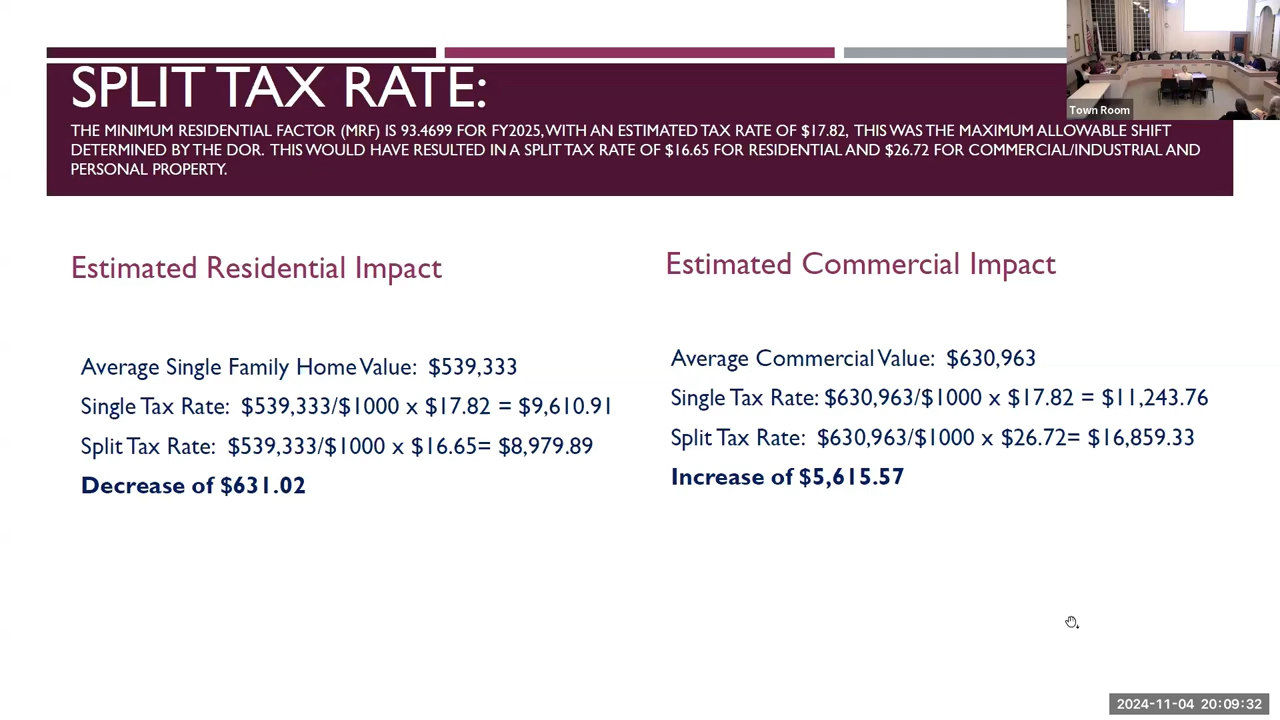 SPLIT TAX RATE:
THE MINIMUM RESIDENTIAL FACTOR (MRF) IS 93.4699 FOR FY2025, WITH AN ESTIMATED TAX RATE OF $17.82, THIS WAS THE MAXIMUM ALLOWABLE SHIFT
DETERMINED BY THE DOR. THIS WOULD HAVE RESULTED IN A SPLIT TAX RATE OF $16.65 FOR RESIDENTIAL AND $26.72 FOR COMMERCIAL/INDUSTRIAL AND
PERSONAL PROPERTY.
Town Room
Estimated Residential Impact
Average Single Family Home Value: $539,333
Single Tax Rate: $539,333/$1000 x $17.82 = $9,610.91
Split Tax Rate: $539,333/$1000 x $16.65= $8,979.89
Decrease of $631.02
Estimated Commercial Impact
Average Commercial Value: $630,963
Single Tax Rate: $630,963/$1000 x $17.82 = $11,243.76
Split Tax Rate: $630,963/$1000 x $26.72= $16,859.33
Increase of $5,615.57
2024-11-04 20:09:32